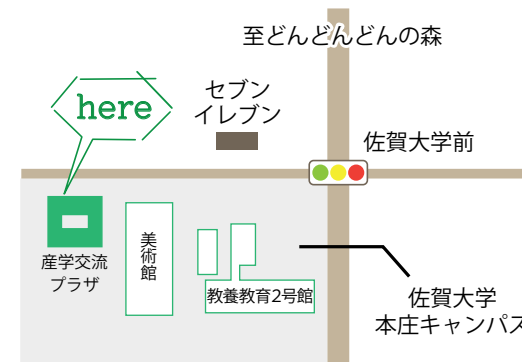 至どんどんどんの森
here
セブン
イレブン
佐賀大学前
産学交流
プラザ
美術館
教養教育2号館
佐賀大学
本庄キャンパス